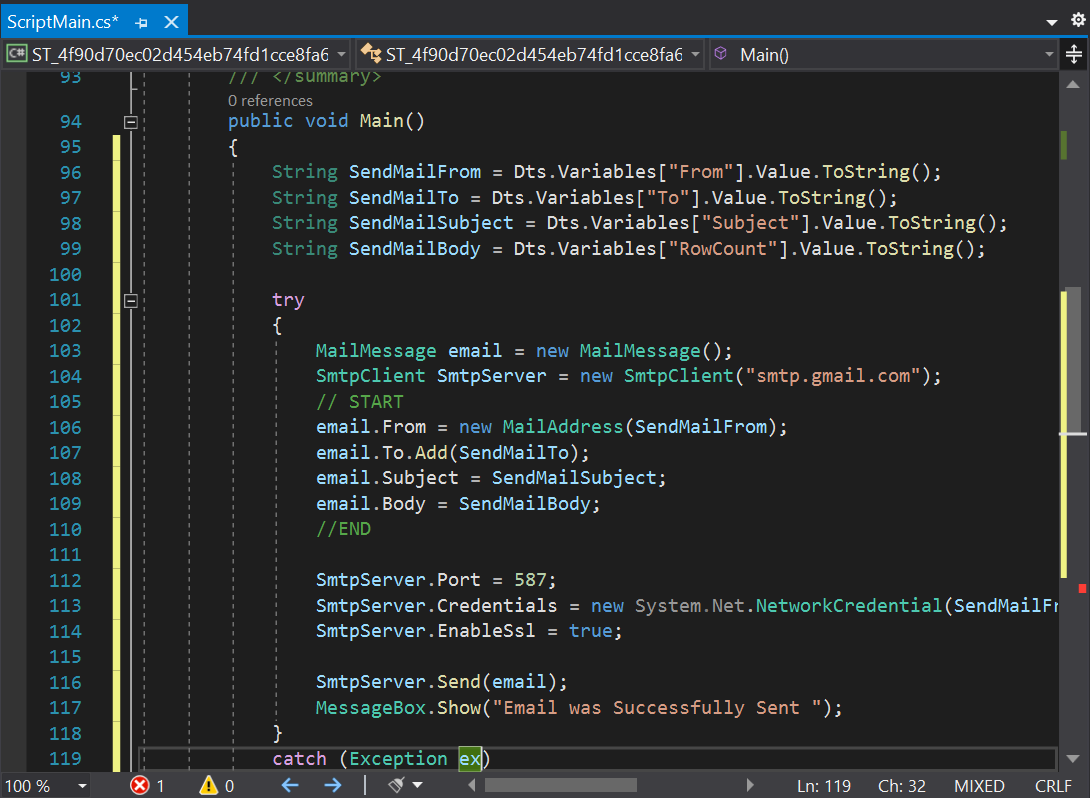 ScriptMain.cs*
C# ST_4f90d70ec02d454eb74fd1cce8fa6 ST_4f90d70ec02d454eb74fd1cce8fa6 Main()
93 /// </summary>
0 references
94 public void Main()
95 {
96 String SendMailFrom = Dts.Variables["From"].Value.ToString();
97 String SendMailTo = Dts.Variables["To"].Value.ToString();
98 String SendMailSubject = Dts.Variables["Subject"].Value.ToString();
99 String SendMailBody = Dts.Variables["RowCount"].Value.ToString();
100
101 try
102 {
103 MailMessage email = new MailMessage();
104 SmtpClient SmtpServer = new SmtpClient("smtp.gmail.com");
105 // START
106 email.From = new MailAddress(SendMailFrom);
107 email.To.Add(SendMailTo);
108 email.Subject = SendMailSubject;
109 email.Body = SendMailBody;
110 //END
111
112 SmtpServer.Port = 587;
113 SmtpServer.Credentials = new System.Net.NetworkCredential(SendMailFr
114 SmtpServer.EnableSsl = true;
115
116 SmtpServer.Send(email);
117 MessageBox.Show("Email was Successfully Sent ");
118 }
119 catch (Exception ex)
100 % 1 0 Ln: 119 Ch: 32 MIXED CRLF